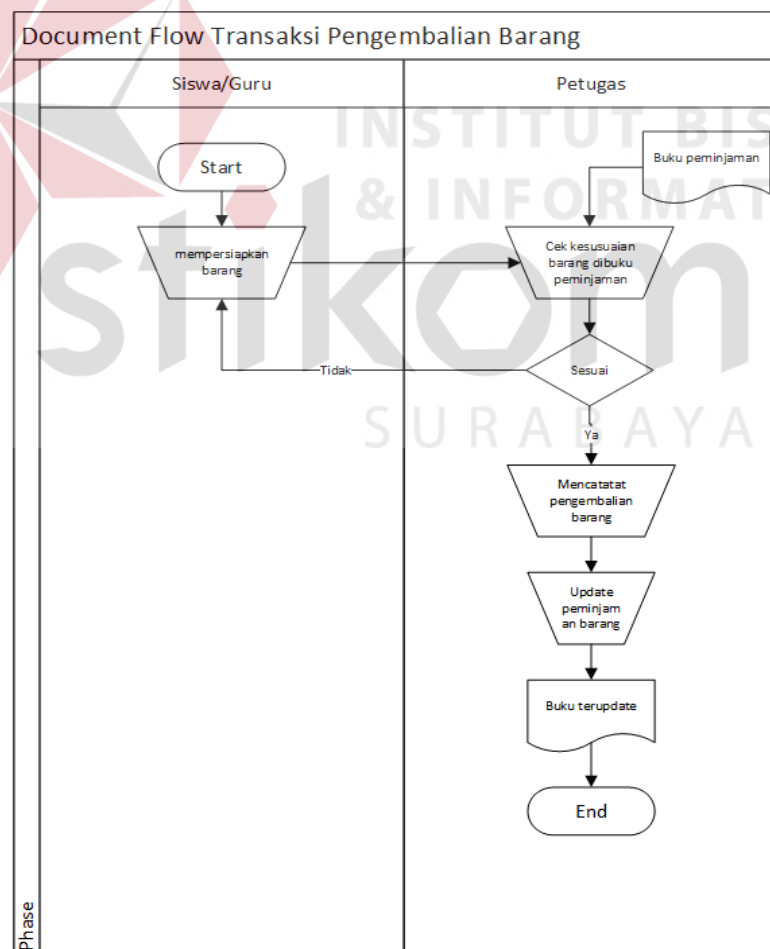 Document Flow Transaksi Pengembalian Barang
Siswa/Guru
Petugas
INSTITUT BIS
& INFORMAT
stikom
SURABAYA
Start
Buku peminjaman
mempersiapkan
barang
Cek kesusuaian
barang dibuku
peminjaman
Tidak
Sesuai
Ya
Mencatatat
pengembalian
barang
Update
peminjam
an barang
Buku terupdate
End
Phase